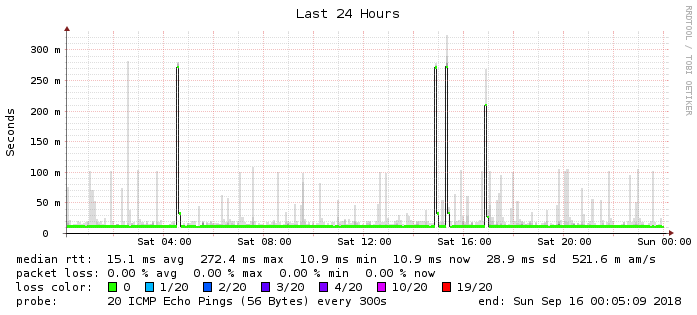 Last 24 Hours
RRDTOOL / TOBI OETIKER
Seconds
300 m
250 m
200 m
150 m
100 m
50 m
0
Sat 04:00 Sat 08:00 Sat 12:00 Sat 16:00 Sat 20:00 Sun 00:00
median rtt: 15.1 ms avg 272.4 ms max 10.9 ms min 10.9 ms now 28.9 ms sd 521.6 m am/s
packet loss: 0.00 % avg 0.00 % max 0.00 % min 0.00 % now
loss color: 0 1/20 2/20 3/20 4/20 10/20 19/20
probe: 20 ICMP Echo Pings (56 Bytes) every 300s end: Sun Sep 16 00:05:09 2018